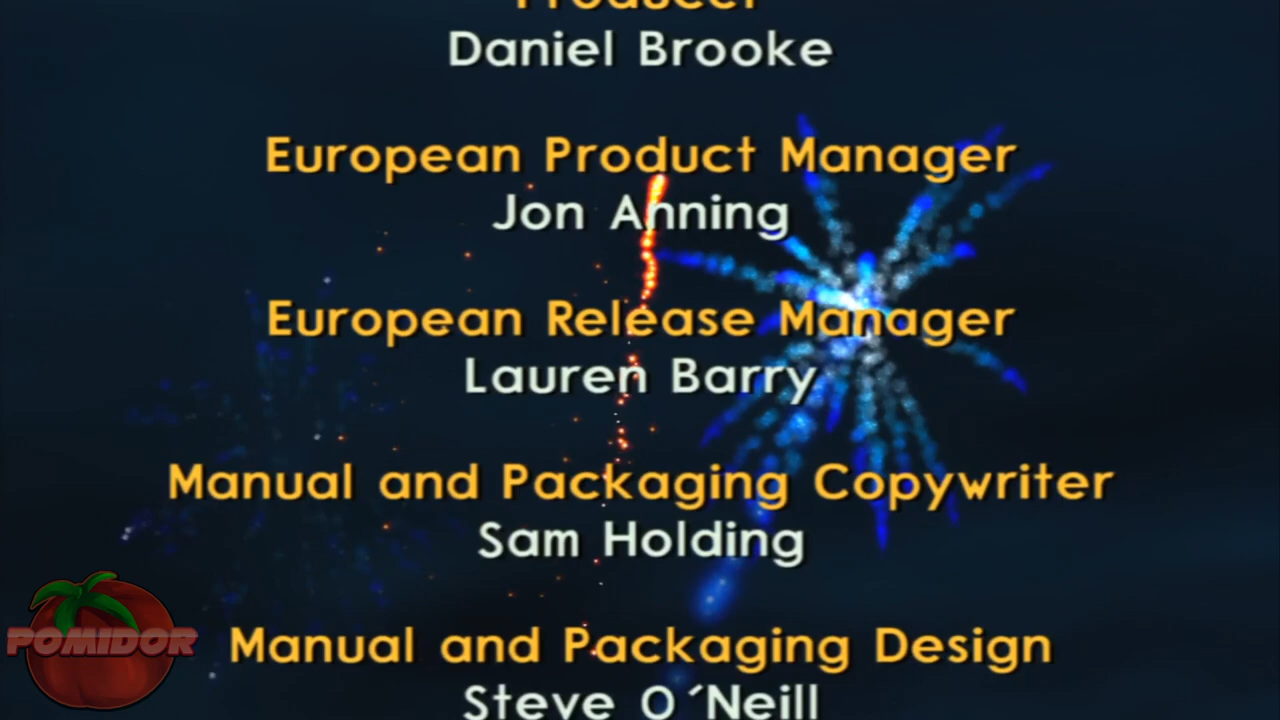 Producer
Daniel Brooke
European Product Manager
Jon Anning
European Release Manager
Lauren Barry
Manual and Packaging Copywriter
Sam Holding
POMIDOR
Manual and Packaging Design
Steve O´Neill